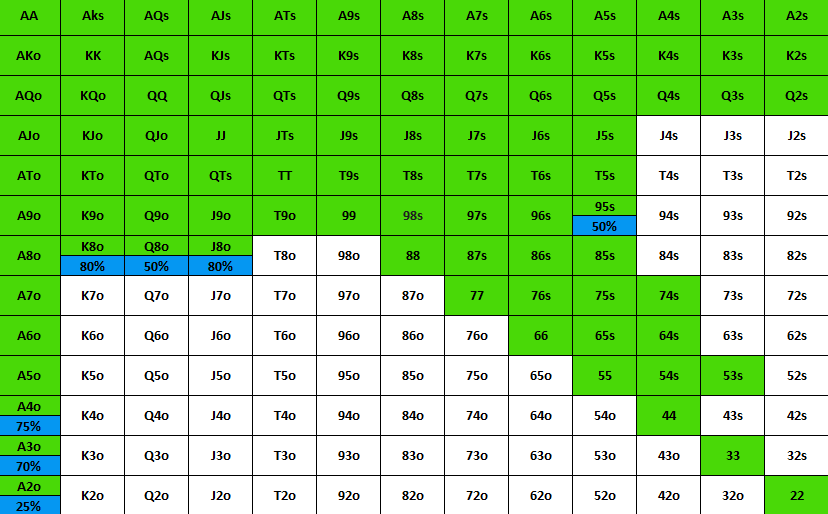 AA Aks AQs AJs ATs A9s A8s A7s A6s A5s A4s A3s A2s
AKo KK AQs KJs KTs K9s K8s K7s K6s K5s K4s K3s K2s
AQo KQo QQ QJs QTs Q9s Q8s Q7s Q6s Q5s Q4s Q3s Q2s
AJo KJo QJo JJ JTs J9s J8s J7s J6s J5s J4s J3s J2s
ATo KTo QTo QTs TT T9s T8s T7s T6s T5s T4s T3s T2s
A9o K9o Q9o J9o T9o 99 98s 97s 96s 95s 94s 93s 92s
50%
A8o K8o Q8o J8o T8o 98o 88 87s 86s 85s 84s 83s 82s
80% 50% 80%
A7o K7o Q7o J7o T7o 97o 87o 77 76s 75s 74s 73s 72s
A6o K6o Q6o J6o T6o 96o 86o 76o 66 65s 64s 63s 62s
A5o K5o Q5o J5o T5o 95o 85o 75o 65o 55 54s 53s 52s
A4o K4o Q4o J4o T4o 94o 84o 74o 64o 54o 44 43s 42s
75%
A3o K3o Q3o J3o T3o 93o 83o 73o 63o 53o 43o 33 32s
70%
A2o K2o Q2o J2o T2o 92o 82o 72o 62o 52o 42o 32o 22
25%